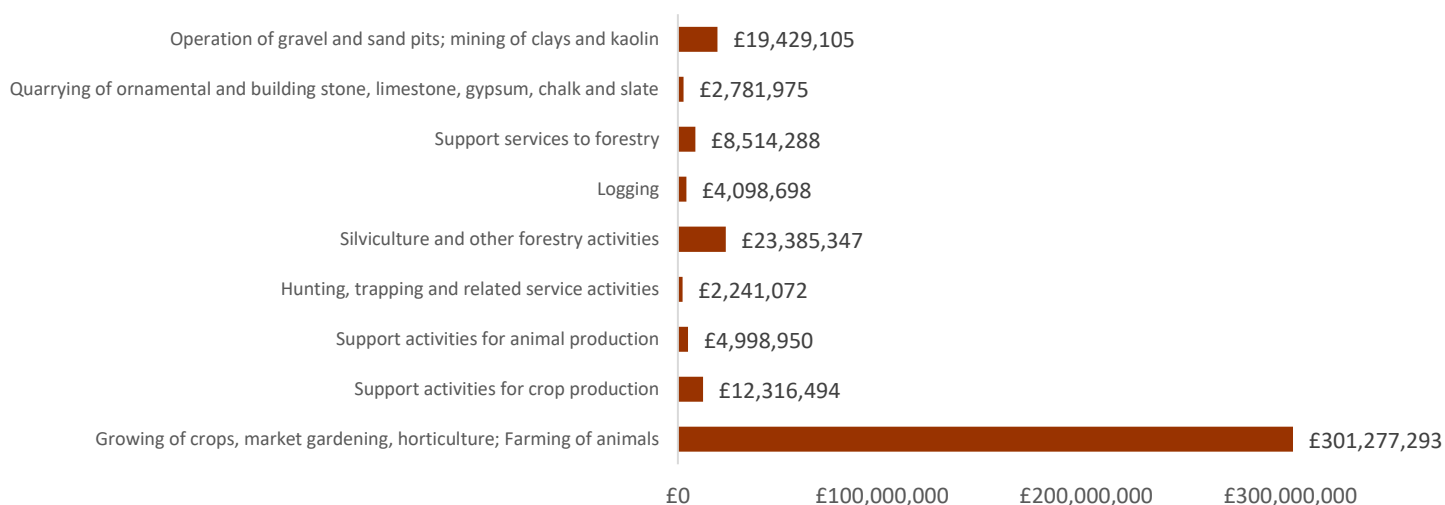 Operation of gravel and sand pits; mining of clays and kaolin £19,429,105
Quarrying of ornamental and building stone, limestone, gypsum, chalk and slate £2,781,975
Support services to forestry £8,514,288
Logging £4,098,698
Silviculture and other forestry activities £23,385,347
Hunting, trapping and related service activities £2,241,072
Support activities for animal production £4,998,950
Support activities for crop production £12,316,494
Growing of crops, market gardening, horticulture; Farming of animals £301,277,293
£0 £100,000,000 £200,000,000 £300,000,000